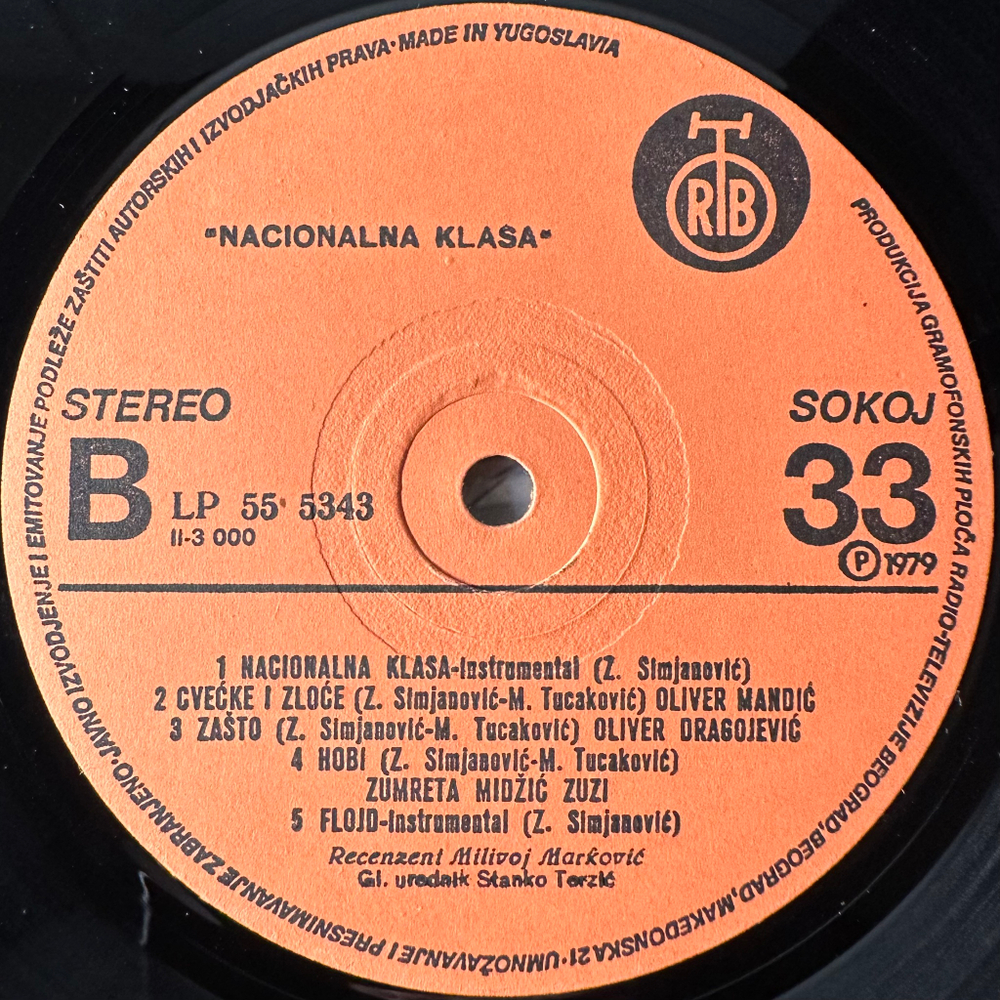 PRODUKCIJA GRAMOFONSKIH PLOČA RADIO-TELEVIZIJE BEOGRAD, BEOGRAD, MAKEDONSKA 21 · UMNOŽAVANJE I PRESNIMAVANJE ZABRANJENO · JAVNO IZVODJENJE I EMITOVANJE PODLEŽE ZAŠTITI AUTORSKIH I IZVODJAČKIH PRAVA · MADE IN YUGOSLAVIA
RTB
"NACIONALNA KLASA"
STEREO
SOKOJ
B
LP 55 5343
II-3 000
33
Ⓟ 1979
1 NACIONALNA KLASA-Instrumental (Z. Simjanović)
2 CVEĆKE I ZLOĆE (Z. Simjanović-M. Tucaković) OLIVER MANDIĆ
3 ZAŠTO (Z. Simjanović-M. Tucaković) OLIVER DRAGOJEVIĆ
4 HOBI (Z. Simjanović-M. Tucaković)
ZUMRETA MIDŽIĆ ZUZI
5 FLOJD-Instrumental (Z. Simjanović)
Recenzeni Milivoj Marković
Gl. urednik Stanko Terzić